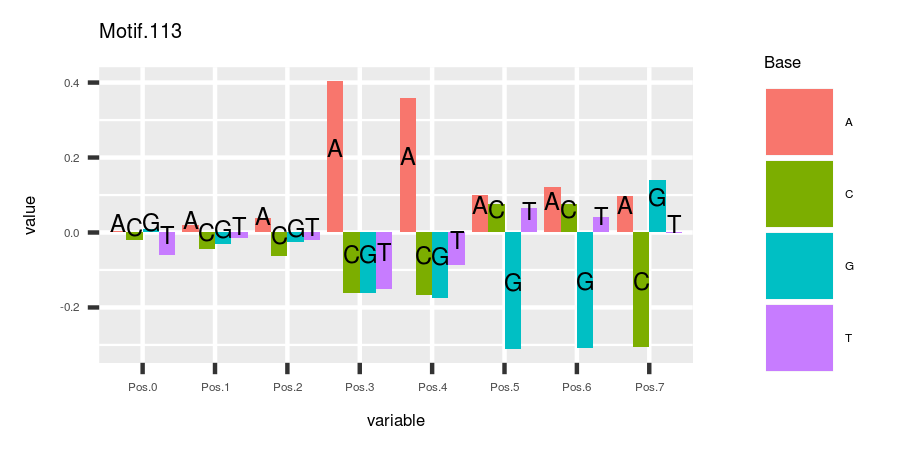 Motif.113
Base
A
C
G
T
value
0.4
0.2
0.0
-0.2
A C G T A C G T A C G T A C G T A C G T A C G T A C G T A C G T
Pos.0 Pos.1 Pos.2 Pos.3 Pos.4 Pos.5 Pos.6 Pos.7
variable